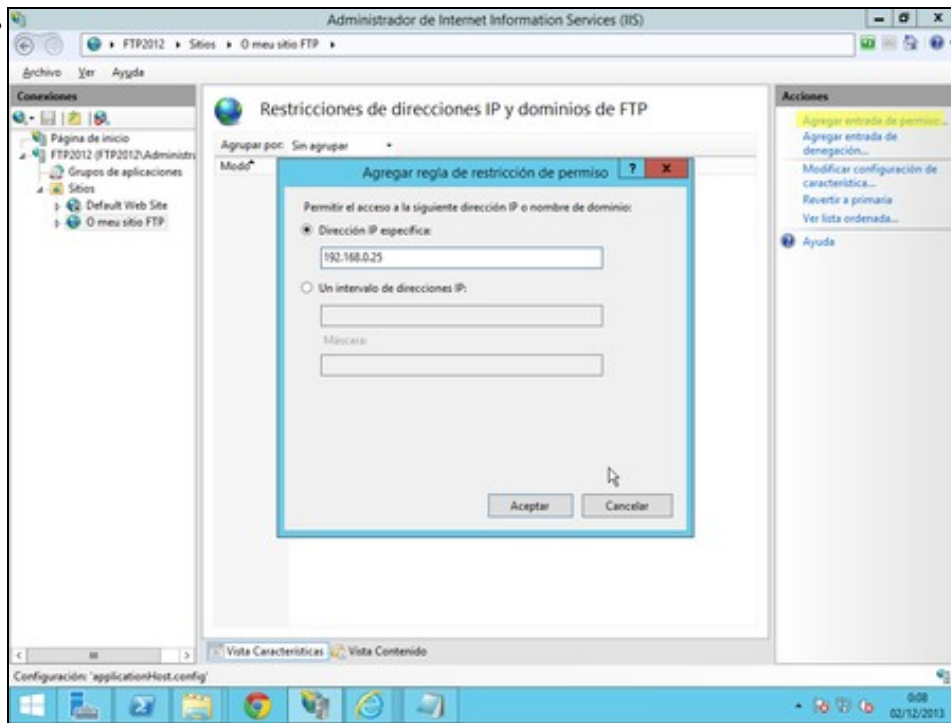 Administrador de Internet Information Services (IIS)
FTP2012 Sitios O meu sitio FTP
Archivo Ver Ayuda
Conexiones
Página de inicio
FTP2012 (FTP2012\Administr
Grupos de aplicaciones
Sitios
Default Web Site
O meu sitio FTP
Restricciones de direcciones IP y dominios de FTP
Agrupar por: Sin agrupar
Modo
Agregar regla de restricción de permiso
Permitir el acceso a la siguiente dirección IP o nombre de dominio:
Dirección IP específica:
192.168.0.25
Un intervalo de direcciones IP:
Máscara:
Aceptar Cancelar
Acciones
Agregar entrada de permiso...
Agregar entrada de
denegación...
Modificar configuración de
característica...
Revertir a primaria
Ver lista ordenada...
Ayuda
Vista Características Vista Contenido
Configuración: 'applicationHost.config'
0:08
02/12/2013